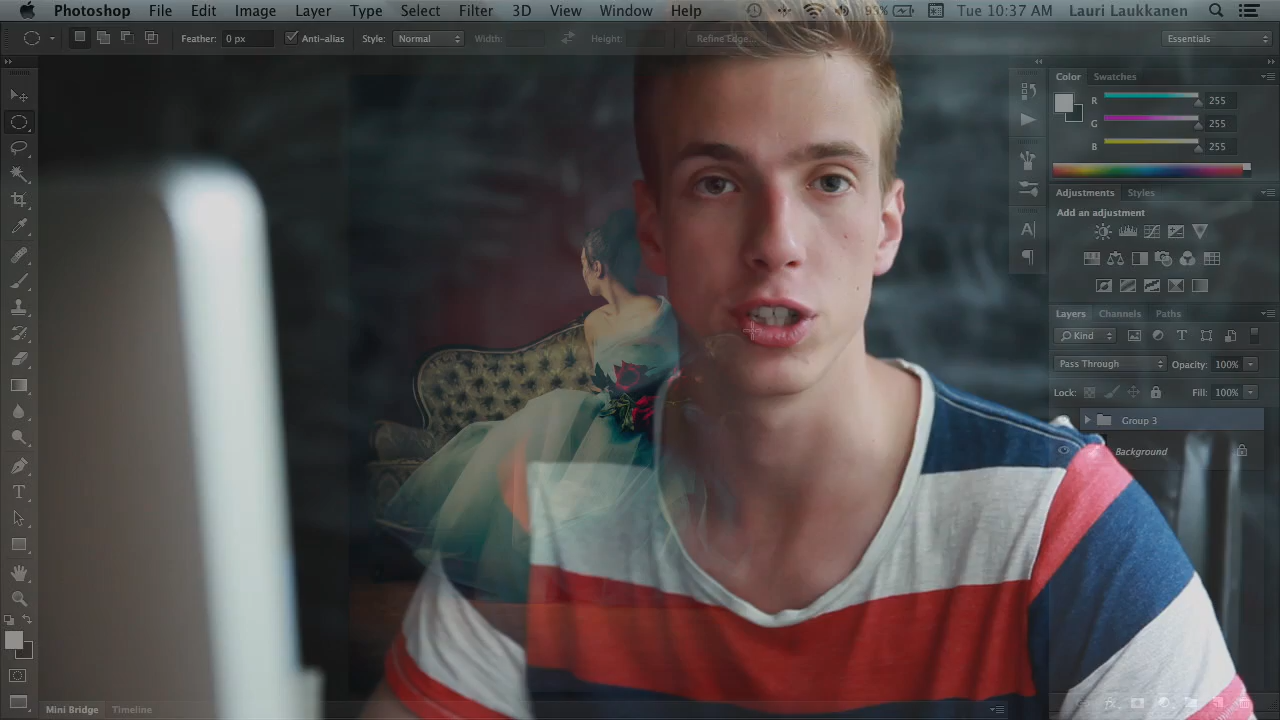 Photoshop File Edit Image Layer Type Select Filter 3D View Window Help 93% Tue 10:37 AM Lauri Laukkanen
Feather: 0 px Anti-alias Style: Normal Width: Height: Refine Edge... Essentials
Color Swatches
R 255
G 255
B 255
Adjustments Styles
Add an adjustment
Layers Channels Paths
Kind
Pass Through Opacity: 100%
Lock: Fill: 100%
Group 3
Background
Mini Bridge Timeline